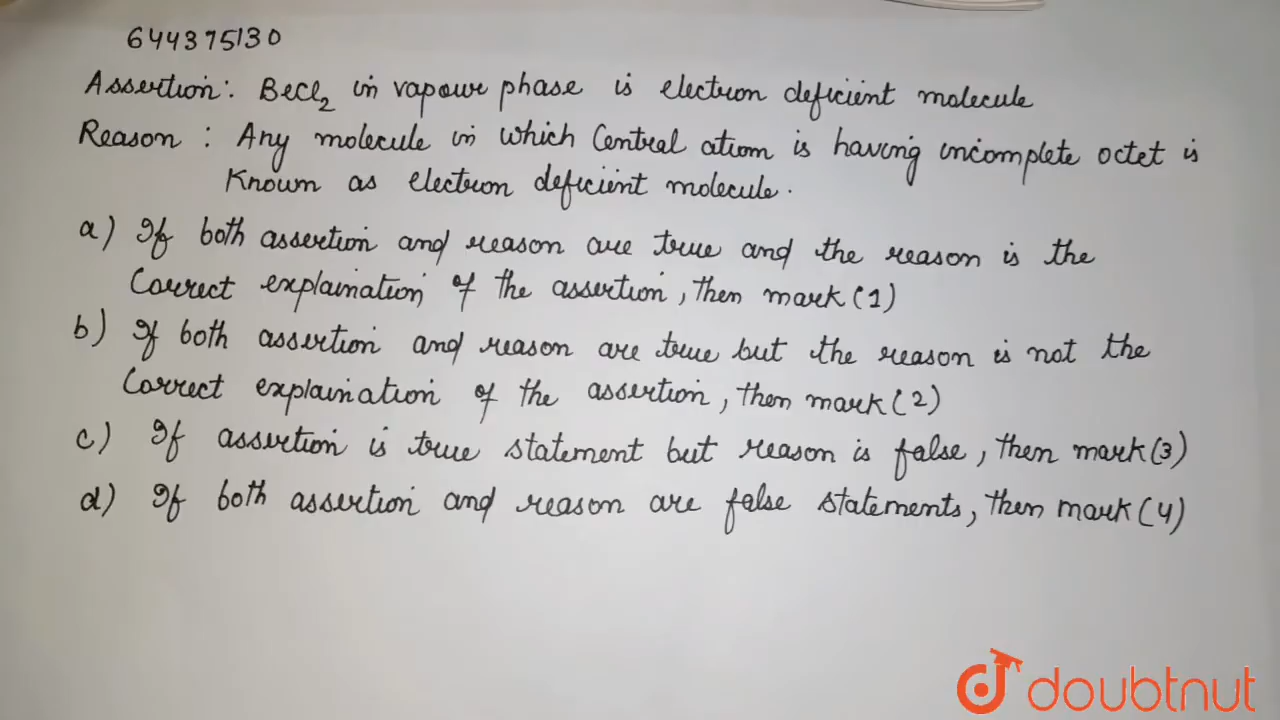 644375130
Assertion:. BeCl2 in vapour phase is electron deficient molecule
Reason : Any molecule in which Central atom is having incomplete octet is
Known as electron deficient molecule.
a) If both assertion and reason are true and the reason is the
Correct explaination of the assertion, then mark (1)
b) If both assertion and reason are true but the reason is not the
Correct explaination of the assertion, then mark (2)
c) If assertion is true statement but reason is false, then mark (3)
d) If both assertion and reason are false statements, then mark (4)
doubtnut